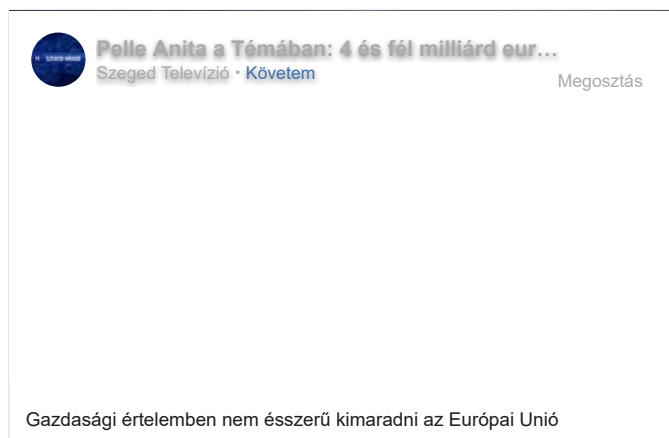 Pelle Anita a Témában: 4 és fél milliárd eur…
Szeged Televízió · Követem
Megosztás
Gazdasági értelemben nem ésszerű kimaradni az Európai Unió